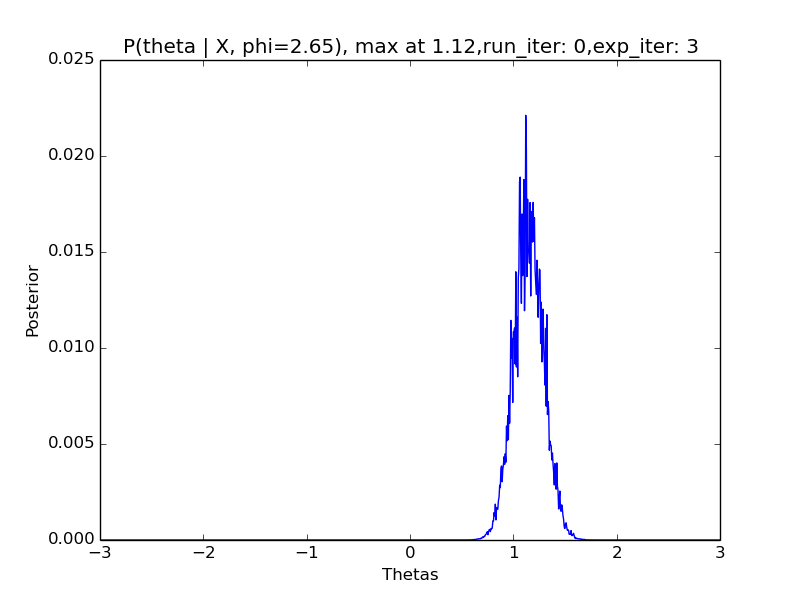 P(theta | X, phi=2.65), max at 1.12,run_iter: 0,exp_iter: 3
0.025
0.020
0.015
0.010
0.005
0.000
Posterior
−3 −2 −1 0 1 2 3
Thetas